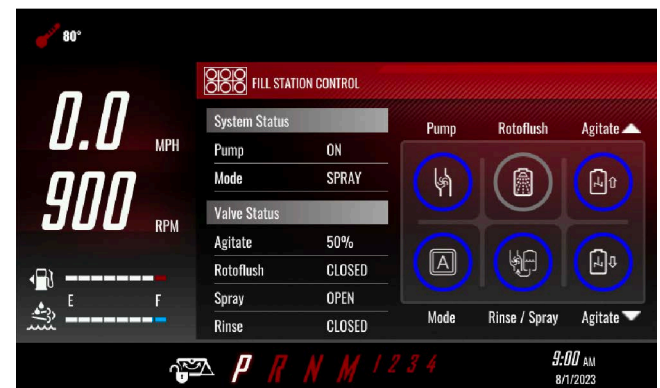 80°
FILL STATION CONTROL
0.0 MPH
900 RPM
System Status
Pump ON
Mode SPRAY
Valve Status
Agitate 50%
Rotoflush CLOSED
Spray OPEN
Rinse CLOSED
Pump Rotoflush Agitate
A
Mode Rinse / Spray Agitate
E F
P R N M 1 2 3 4
9:00 AM
8/1/2023